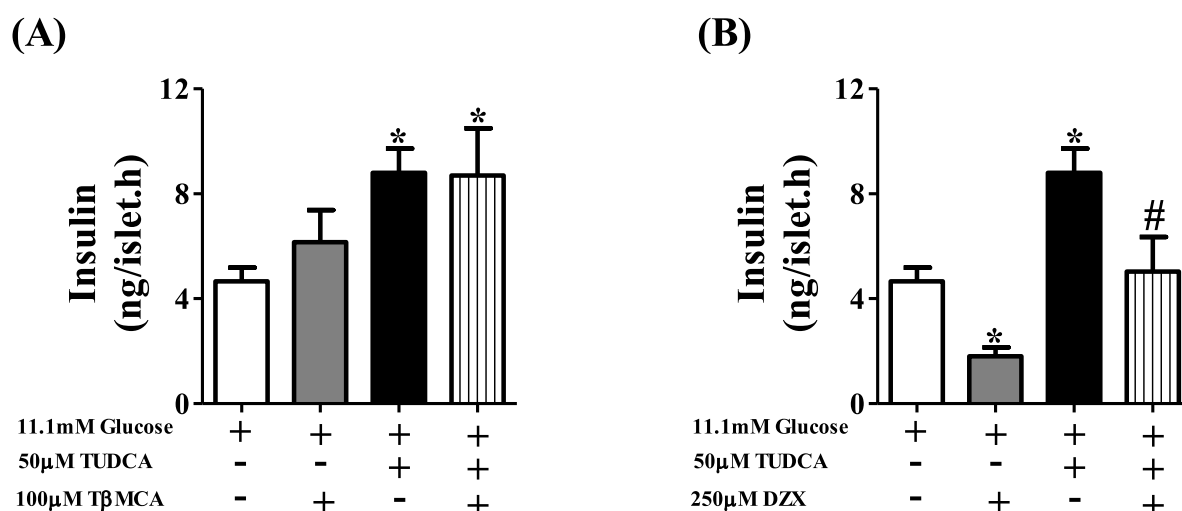 (A)
12
8
4
0
Insulin
(ng/islet.h)
*
*
11.1mM Glucose + + + +
50μM TUDCA - - + +
100μM TβMCA - + - +
(B)
12
8
4
0
Insulin
(ng/islet.h)
*
*
#
11.1mM Glucose + + + +
50μM TUDCA - - + +
250μM DZX - + - +